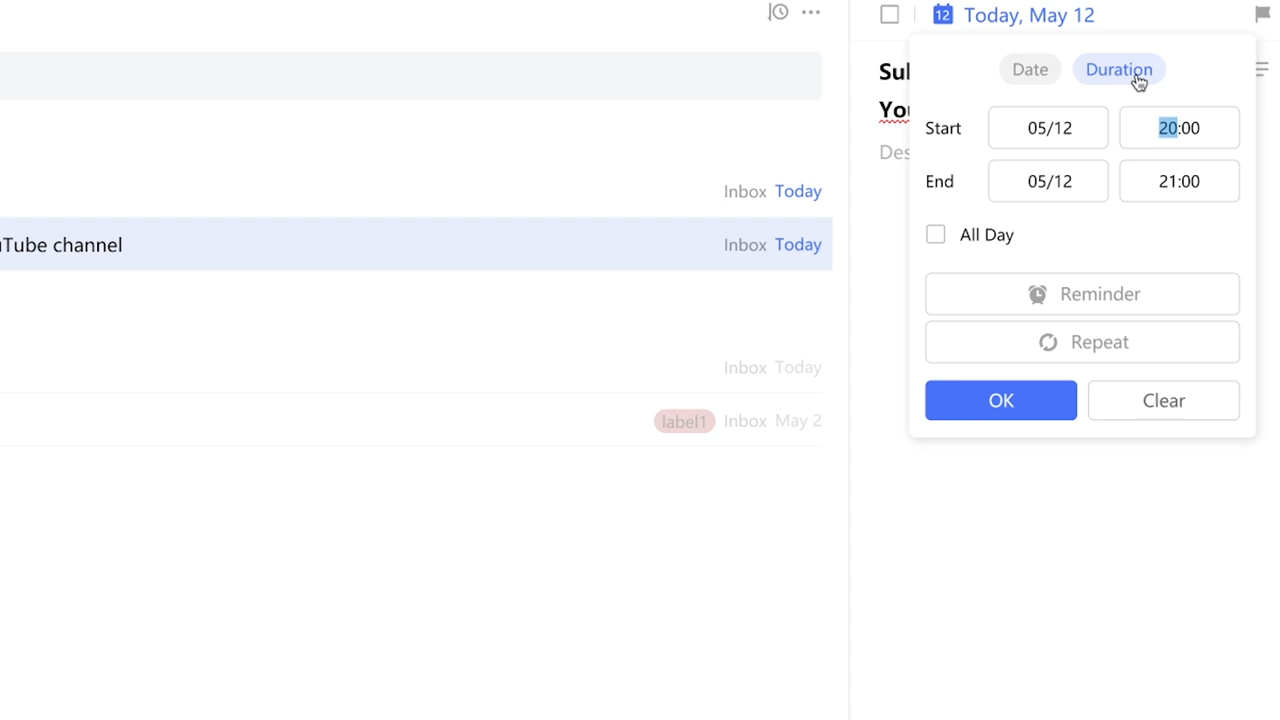 12 Today, May 12
Date Duration
Start 05/12 20:00
End 05/12 21:00
All Day
Reminder
Repeat
OK Clear
Inbox Today
Tube channel Inbox Today
Inbox Today
label1 Inbox May 2